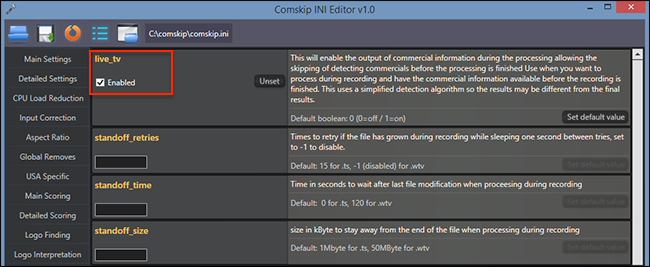 Comskip INI Editor v1.0
C:\comskip\comskip.ini
Main Settings
Detailed Settings
CPU Load Reduction
Input Correction
Aspect Ratio
Global Removes
USA Specific
Main Scoring
Detailed Scoring
Logo Finding
Logo Interpretation
live_tv
Enabled
Unset
This will enable the output of commercial information during the processing allowing the
skipping of detecting commercials before the processing is finished Use when you want to
process during recording and have the commercial information available before the recording is
finished. This uses a simplified detection algorithm so the results may be different from the final
results.
Default boolean: 0 (0=off / 1=on)
Set default value
standoff_retries
Times to retry if the file has grown during recording while sleeping one second between tries, set
to -1 to disable.
Default: 15 for .ts, -1 (disabled) for .wtv
Set default value
standoff_time
Time in seconds to wait after last file modification when processing during recording
Default:  0 for .ts, 120 for .wtv
Set default value
standoff_size
size in kByte to stay away from the end of the file when processing during recording
Default: 1Mbyte for .ts, 50MByte for .wtv
Set default value